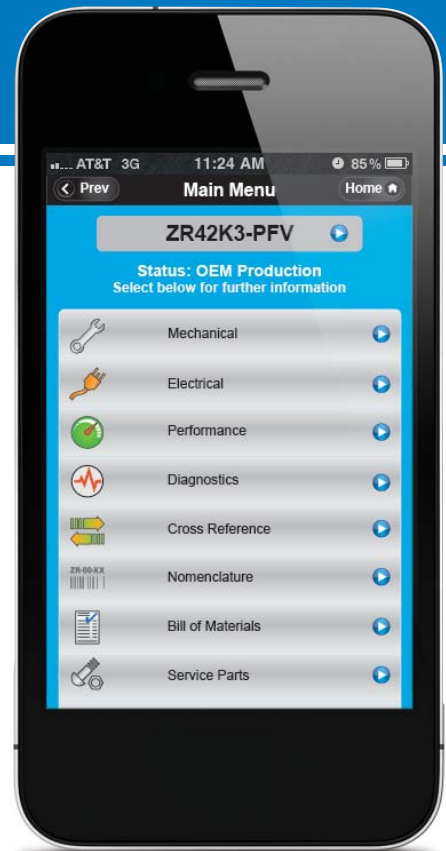 AT&T 3G 11:24 AM 85%
Prev Main Menu Home
ZR42K3-PFV
Status: OEM Production
Select below for further information
Mechanical
Electrical
Performance
Diagnostics
Cross Reference
ZR-00-KX
Nomenclature
Bill of Materials
Service Parts